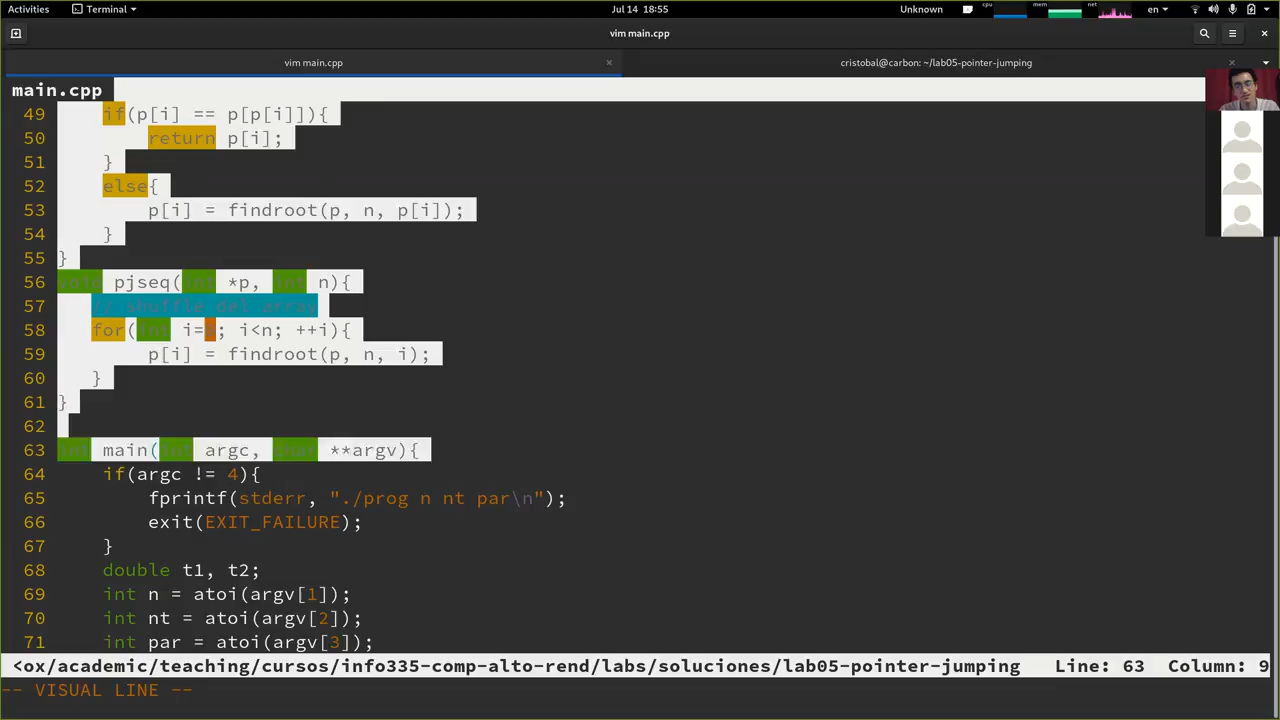 Activities
Terminal
Jul 14 18:55
Unknown
cpu
mem
net
en
vim main.cpp
vim main.cpp
cristobal@carbon: ~/lab05-pointer-jumping
main.cpp
49 if(p[i] == p[p[i]]){
50 return p[i];
51 }
52 else{
53 p[i] = findroot(p, n, p[i]);
54 }
55 }
56 void pjseq(int *p, int n){
57 // shuffle del array
58 for(int i=0; i<n; ++i){
59 p[i] = findroot(p, n, i);
60 }
61 }
62
63 int main(int argc, char **argv){
64 if(argc != 4){
65 fprintf(stderr, "./prog n nt par\n");
66 exit(EXIT_FAILURE);
67 }
68 double t1, t2;
69 int n = atoi(argv[1]);
70 int nt = atoi(argv[2]);
71 int par = atoi(argv[3]);
<ox/academic/teaching/cursos/info335-comp-alto-rend/labs/soluciones/lab05-pointer-jumping Line: 63 Column: 9
-- VISUAL LINE --